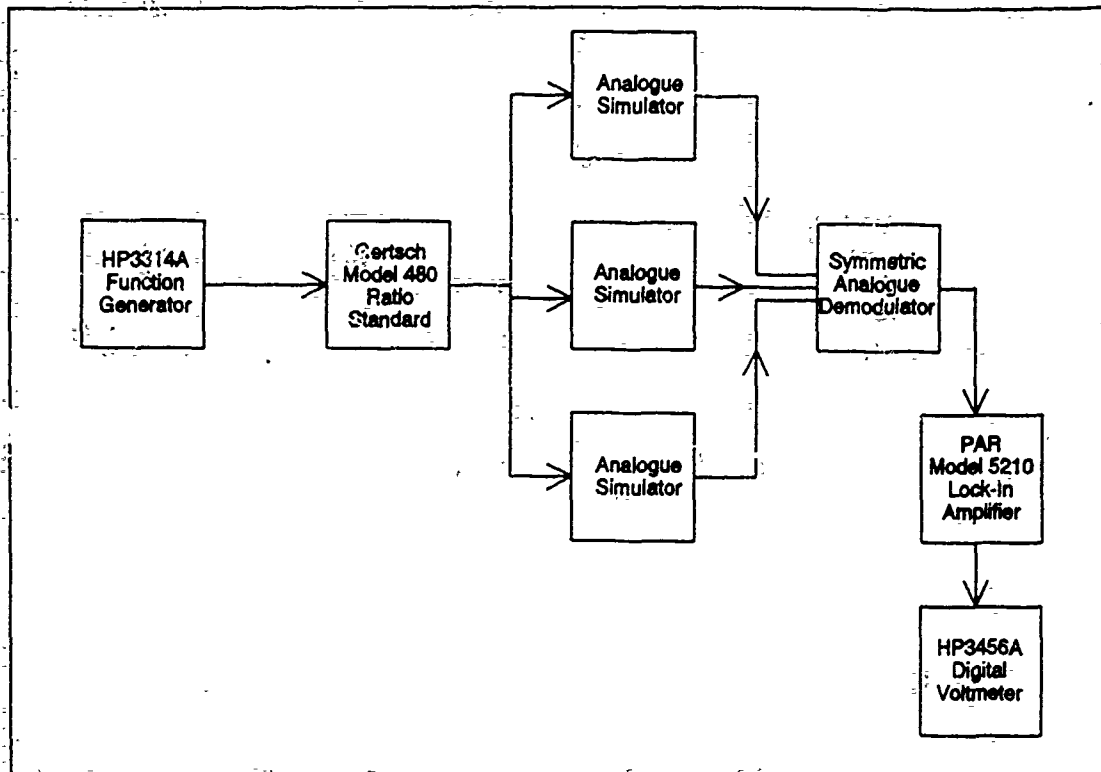 Analogue
Simulator
HP3314A
Function
Generator
Gertsch
Model 480
Ratio
Standard
Analogue
Simulator
Symmetric
Analogue
Demodulator
Analogue
Simulator
PAR
Model 5210
Lock-In
Amplifier
HP3456A
Digital
Voltmeter